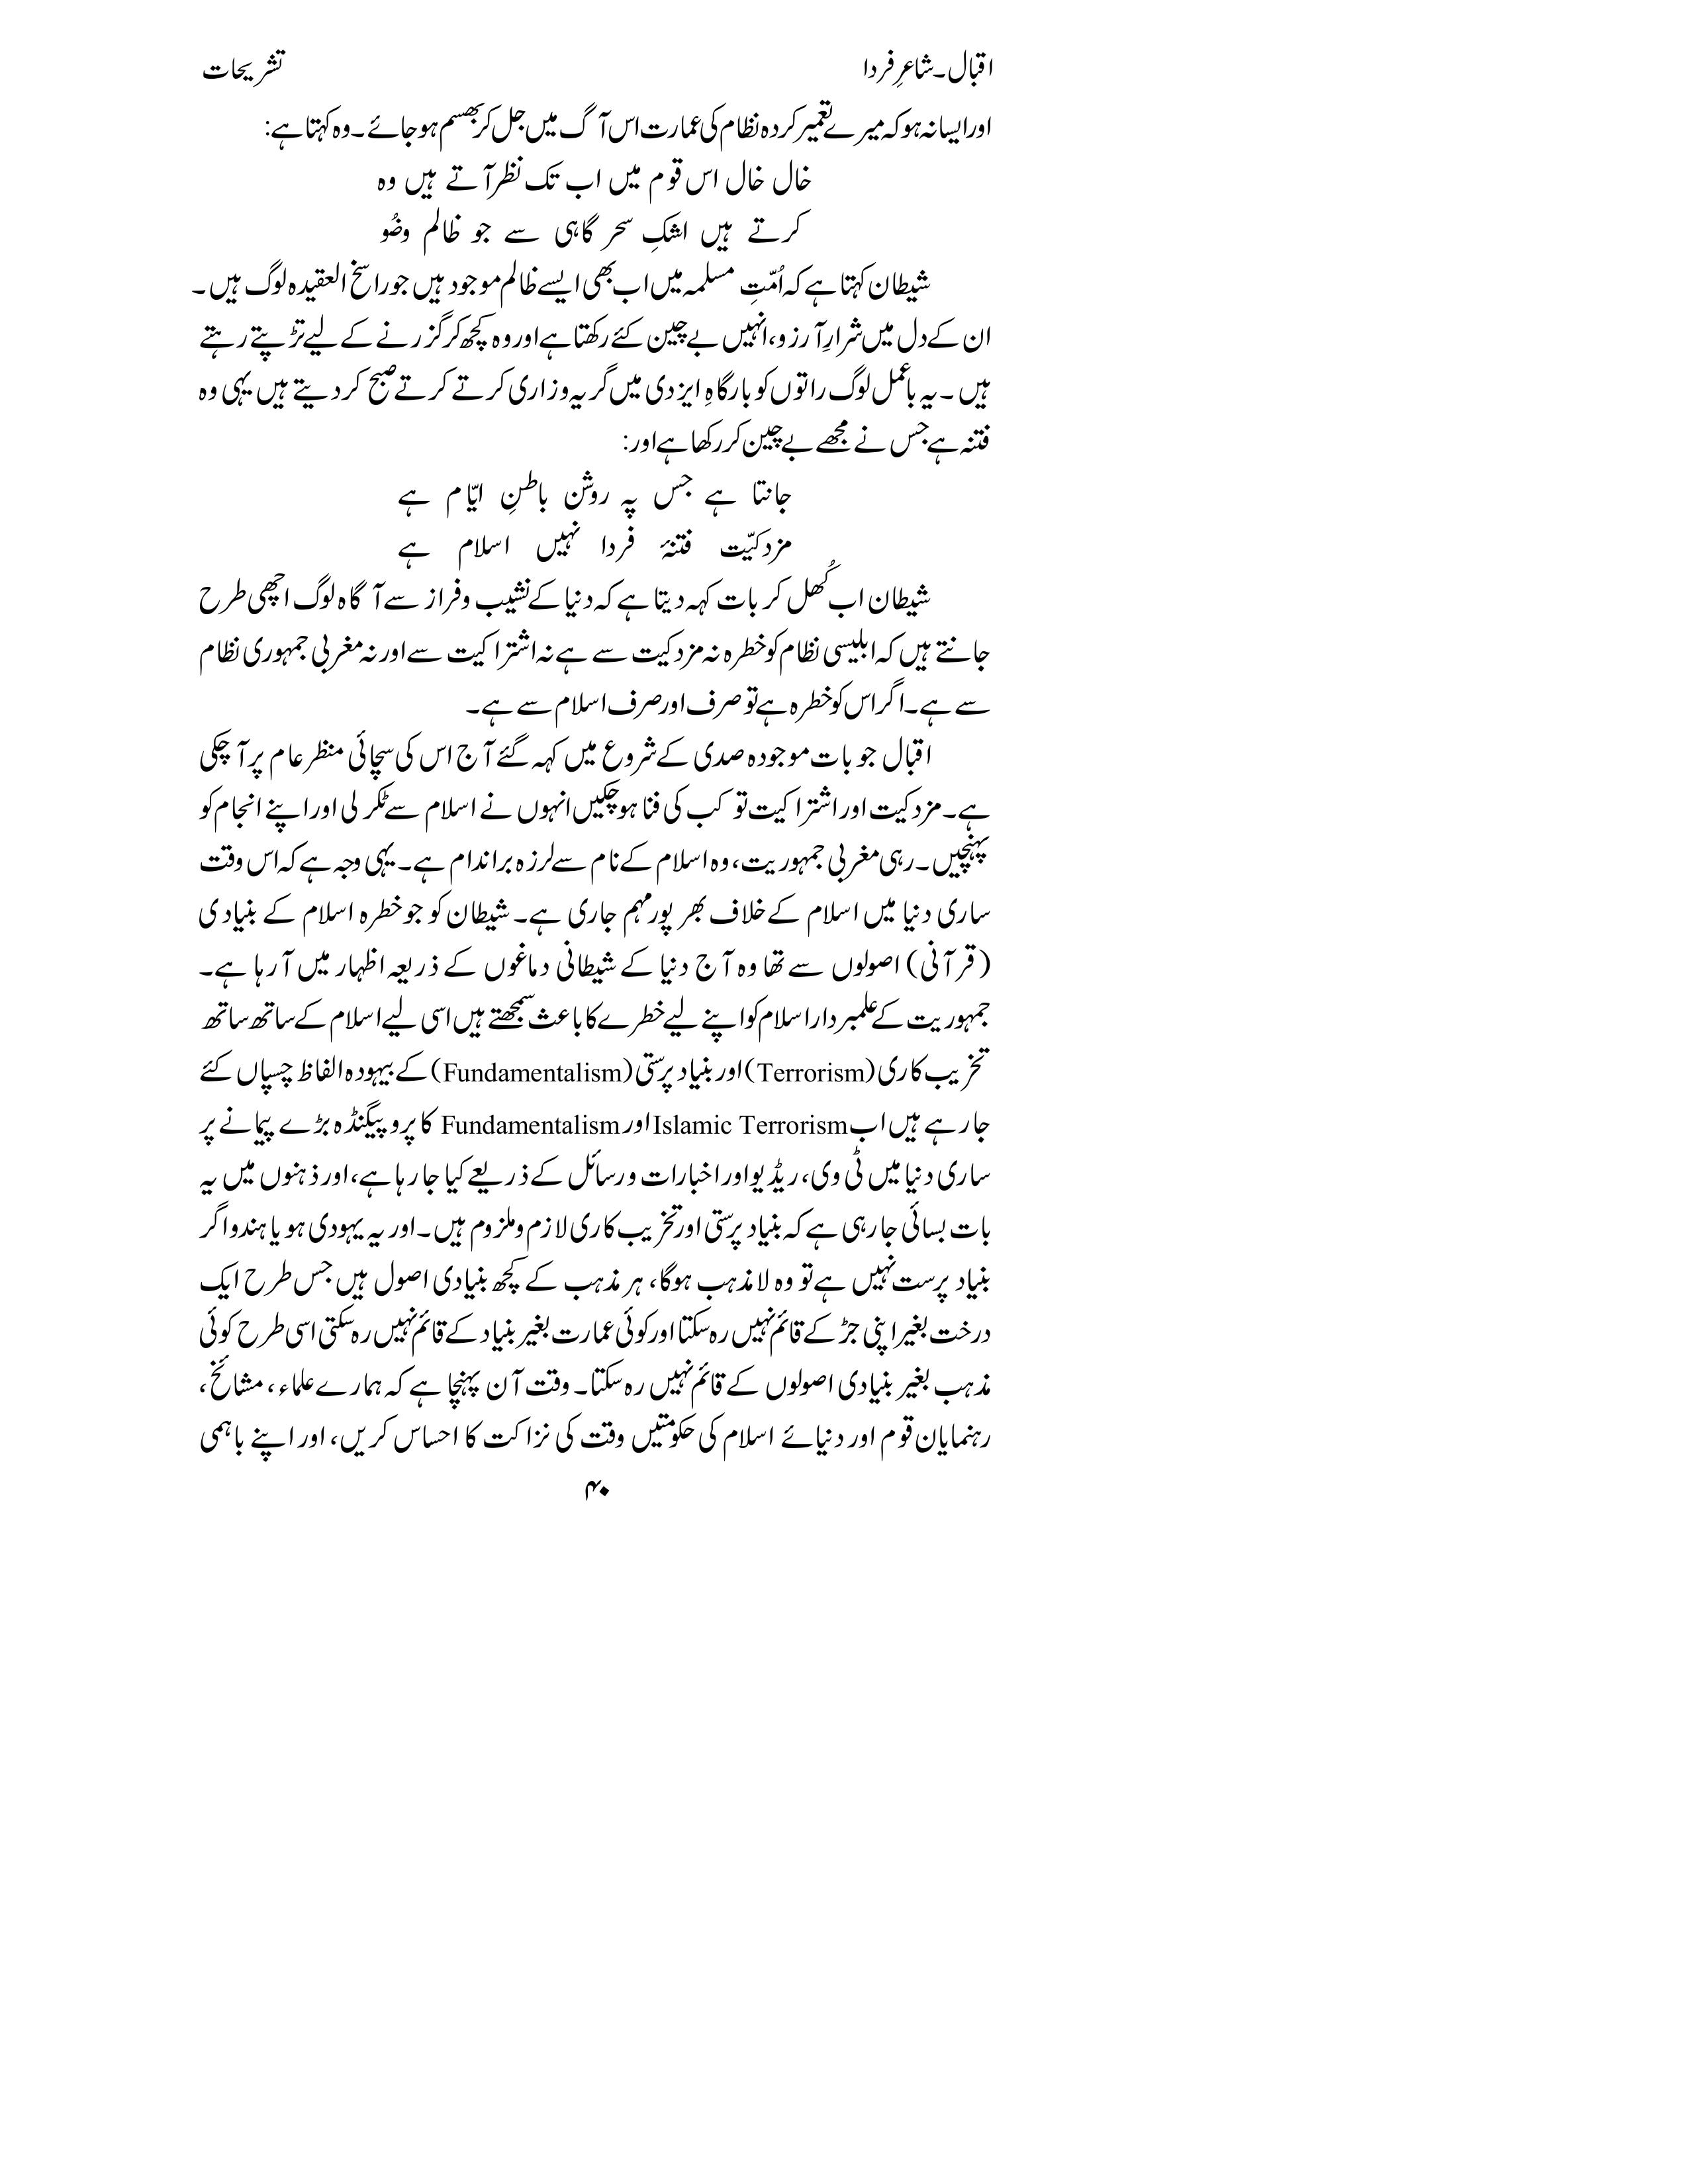 اقبال۔شاعرِ فردا تشریحات
اور ایسا نہ ہو کہ میرے تعمیر کردہ نظام کی عمارت اس آگ میں جل کر بھسم ہو جائے۔ وہ کہتا ہے:
خال خال اس قوم میں اب تک نظر آتے ہیں وہ
کرتے ہیں اشکِ سحر گاہی سے جو ظالم وضُو
شیطان کہتا ہے کہ اُمّتِ مسلمہ میں اب بھی ایسے ظالم موجود ہیں جو راسخ العقیدہ لوگ ہیں۔
ان کے دل میں شرارِ آرزو، انہیں بے چین کئے رکھتا ہے اور وہ کچھ کر گزرنے کے لیے تڑپتے رہتے
ہیں۔ یہ باعمل لوگ راتوں کو بارگاہِ ایزدی میں گریہ وزاری کرتے کرتے صبح کر دیتے ہیں یہی وہ
فتنہ ہے جس نے مجھے بے چین کر رکھا ہے اور:
جانتا ہے جس پہ روشن باطنِ ایّام ہے
مزدکیّت فتنۂ فردا نہیں اسلام ہے
شیطان اب کُھل کر بات کہہ دیتا ہے کہ دنیا کے نشیب وفراز سے آگاہ لوگ اچھی طرح
جانتے ہیں کہ ابلیسی نظام کو خطرہ نہ مزدکیت سے ہے نہ اشتراکیت سے اور نہ مغربی جمہوری نظام
سے ہے۔ اگر اس کو خطرہ ہے تو صرف اور صرف اسلام سے ہے۔
اقبال جو بات موجودہ صدی کے شروع میں کہہ گئے آج اس کی سچائی منظر عام پر آ چکی
ہے۔ مزدکیت اور اشتراکیت تو کب کی فنا ہو چکیں انہوں نے اسلام سے ٹکر لی اور اپنے انجام کو
پہنچیں۔ رہی مغربی جمہوریت، وہ اسلام کے نام سے لرزہ براندام ہے۔ یہی وجہ ہے کہ اس وقت
ساری دنیا میں اسلام کے خلاف بھر پور مہم جاری ہے۔ شیطان کو جو خطرہ اسلام کے بنیادی
(قرآنی) اصولوں سے تھا وہ آج دنیا کے شیطانی دماغوں کے ذریعہ اظہار میں آ رہا ہے۔
جمہوریت کے علمبردار اسلام کو اپنے لیے خطرے کا باعث سمجھتے ہیں اسی لیے اسلام کے ساتھ ساتھ
تخریب کاری (Terrorism) اور بنیاد پرستی (Fundamentalism) کے بیہودہ الفاظ چسپاں کئے
جا رہے ہیں اب Islamic Terrorism اور Fundamentalism کا پروپیگنڈہ بڑے پیمانے پر
ساری دنیا میں ٹی وی، ریڈیو اور اخبارات ورسائل کے ذریعے کیا جا رہا ہے، اور ذہنوں میں یہ
بات بسائی جا رہی ہے کہ بنیاد پرستی اور تخریب کاری لازم وملزوم ہیں۔ اور یہ یہودی ہو یا ہندو اگر
بنیاد پرست نہیں ہے تو وہ لا مذہب ہوگا، ہر مذہب کے کچھ بنیادی اصول ہیں جس طرح ایک
درخت بغیر اپنی جڑ کے قائم نہیں رہ سکتا اور کوئی عمارت بغیر بنیاد کے قائم نہیں رہ سکتی اسی طرح کوئی
مذہب بغیر بنیادی اصولوں کے قائم نہیں رہ سکتا۔ وقت آن پہنچا ہے کہ ہمارے علماء، مشائخ،
رہنمایان قوم اور دنیائے اسلام کی حکومتیں وقت کی نزاکت کا احساس کریں، اور اپنے باہمی
۴۰